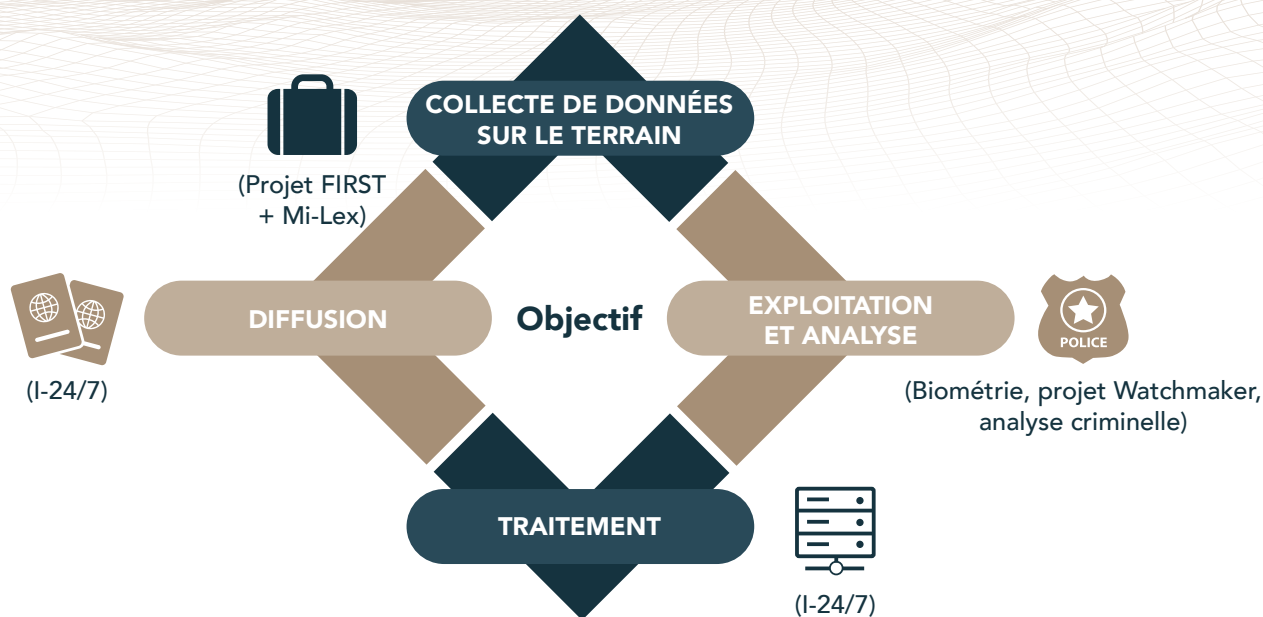 COLLECTE DE DONNÉES
SUR LE TERRAIN
(Projet FIRST
+ Mi-Lex)
DIFFUSION
(I-24/7)
Objectif
EXPLOITATION
ET ANALYSE
POLICE
(Biométrie, projet Watchmaker,
analyse criminelle)
TRAITEMENT
(I-24/7)